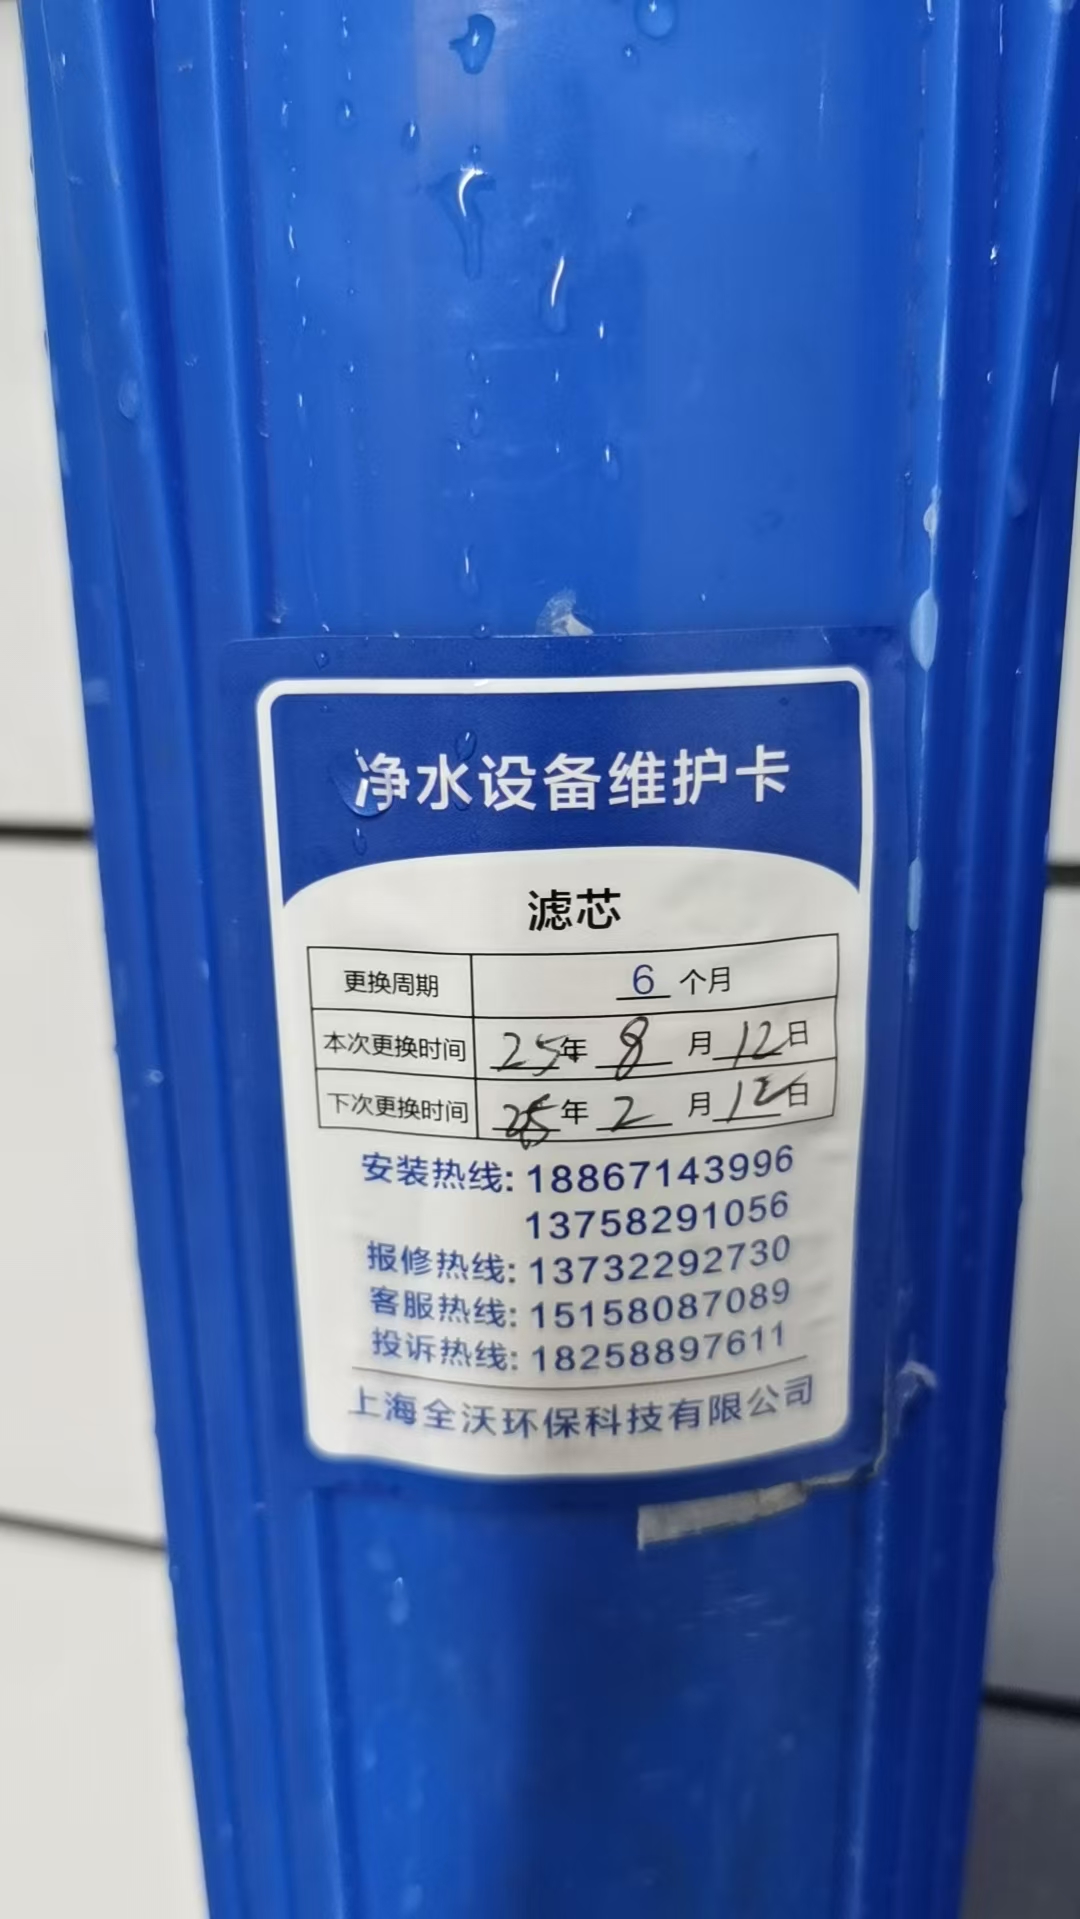 净水设备维护卡
滤芯
更换周期 6 个月
本次更换时间 25年 8 月 12日
下次更换时间 26年 2 月 12日
安装热线: 18867143996
13758291056
报修热线: 13732292730
客服热线: 15158087089
投诉热线: 18258897611
上海全沃环保科技有限公司